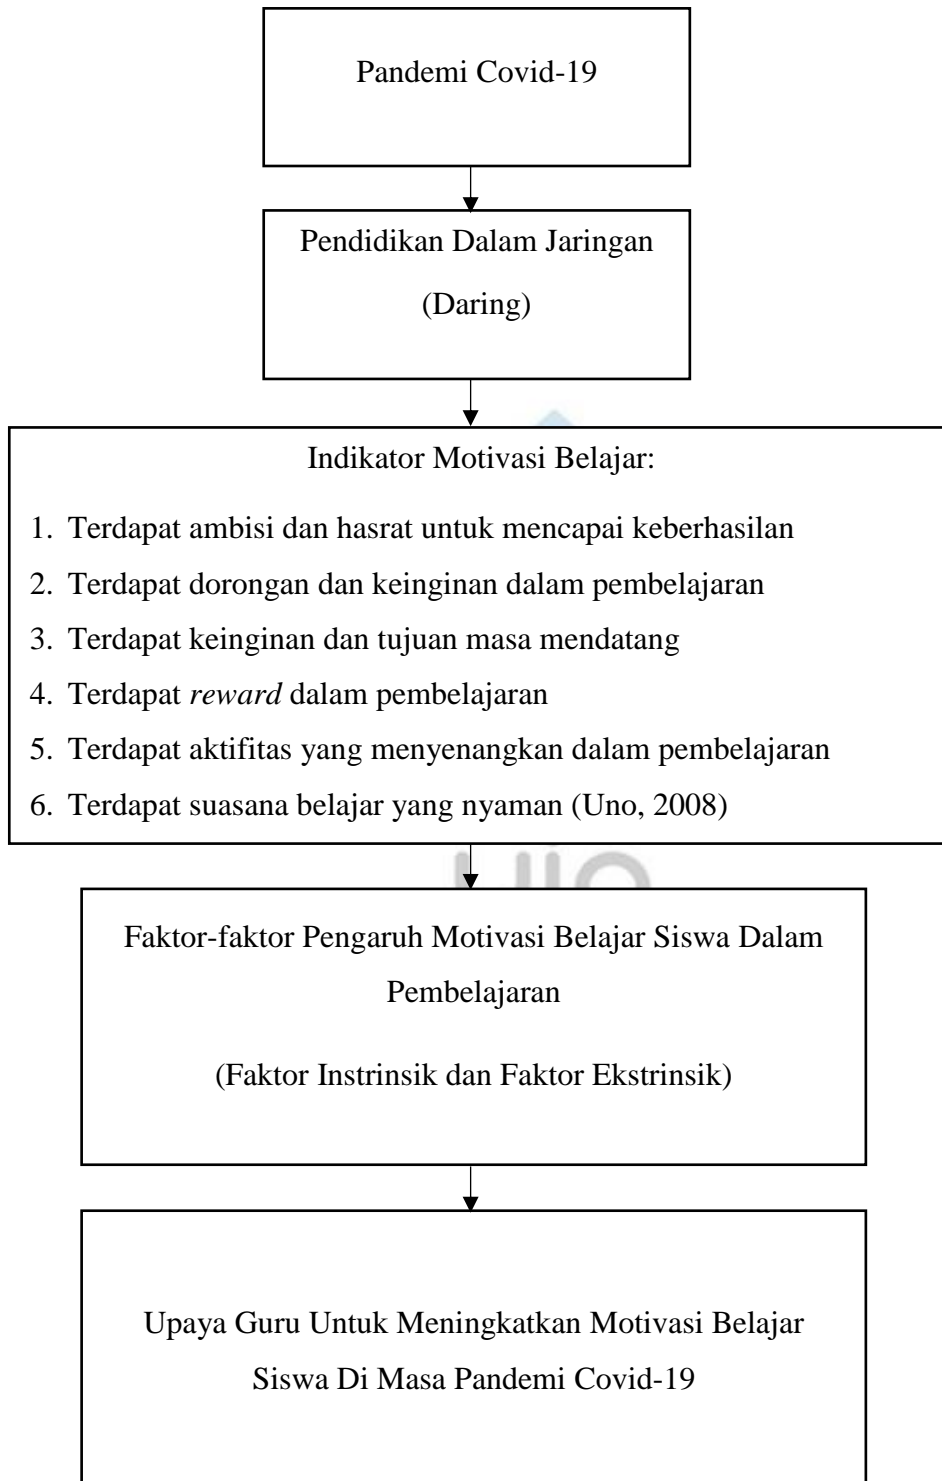 Pandemi Covid-19
Pendidikan Dalam Jaringan
(Daring)
Indikator Motivasi Belajar:
1. Terdapat ambisi dan hasrat untuk mencapai keberhasilan
2. Terdapat dorongan dan keinginan dalam pembelajaran
3. Terdapat keinginan dan tujuan masa mendatang
4. Terdapat reward dalam pembelajaran
5. Terdapat aktifitas yang menyenangkan dalam pembelajaran
6. Terdapat suasana belajar yang nyaman (Uno, 2008)
Faktor-faktor Pengaruh Motivasi Belajar Siswa Dalam
Pembelajaran
(Faktor Instrinsik dan Faktor Ekstrinsik)
Upaya Guru Untuk Meningkatkan Motivasi Belajar
Siswa Di Masa Pandemi Covid-19